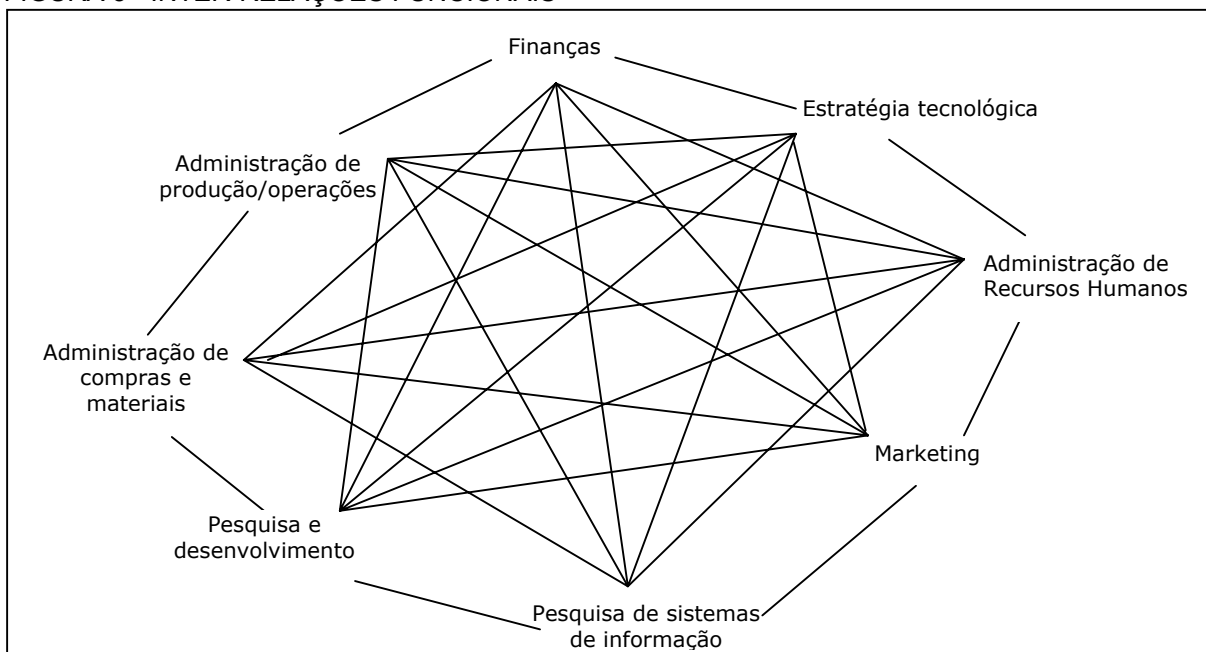 Finanças
Estratégia tecnológica
Administração de
produção/operações
Administração de
Recursos Humanos
Administração de
compras e
materiais
Marketing
Pesquisa e
desenvolvimento
Pesquisa de sistemas
de informação